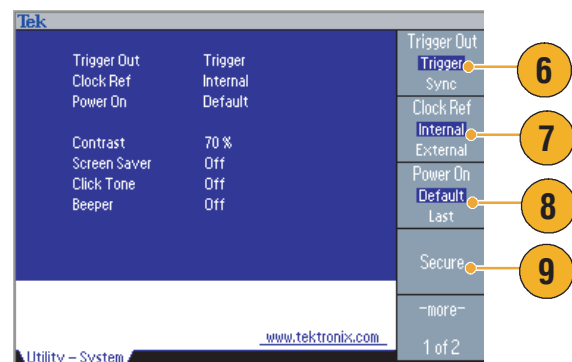 Tek
Trigger Out Trigger
Clock Ref Internal
Power On Default
Contrast 70 %
Screen Saver Off
Click Tone Off
Beeper Off
www.tektronix.com
Utility – System
Trigger Out
Trigger
Sync
Clock Ref
Internal
External
Power On
Default
Last
Secure
-more-
1 of 2
6
7
8
9